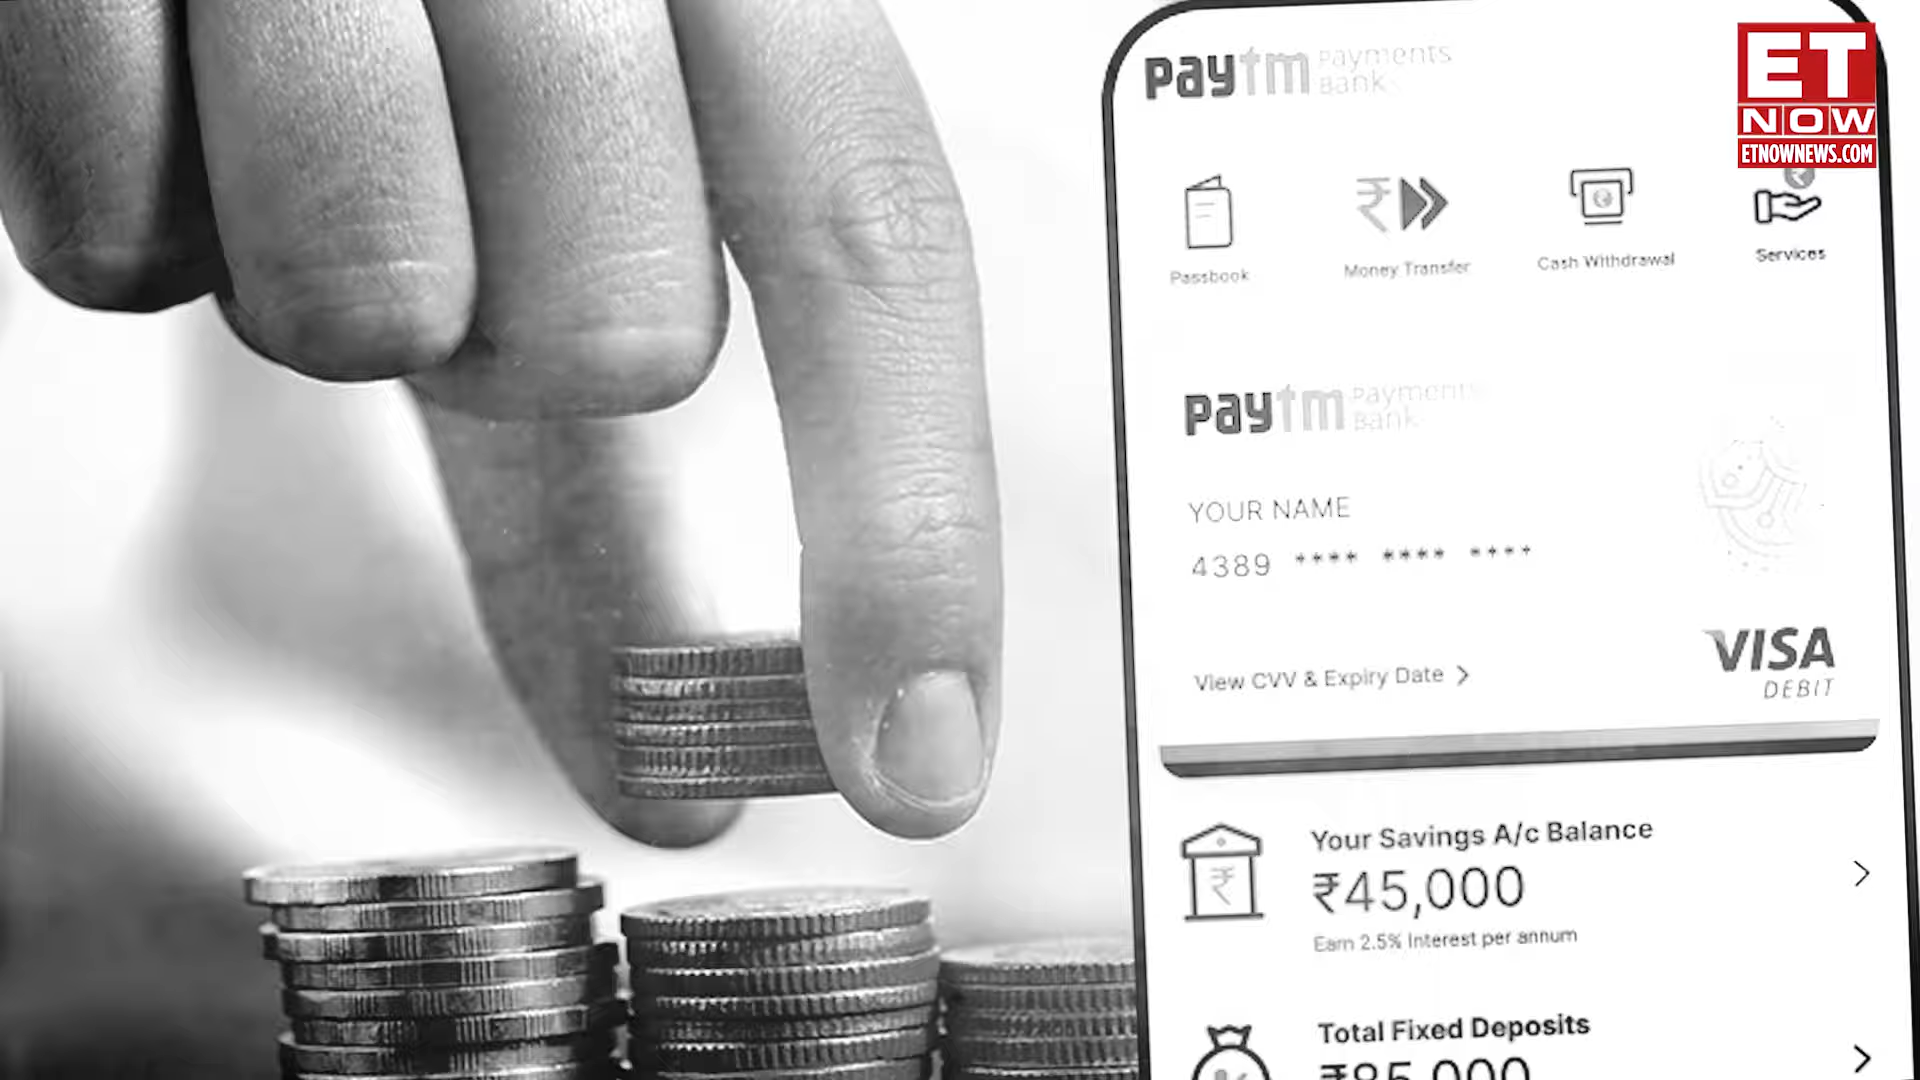 paytm Payments
Bank
ET
NOW
ETNOWNEWS.COM
Passbook
Money Transfer
Cash Withdrawal
Services
paytm Payments
Bank
YOUR NAME
4389 **** **** ****
View CVV & Expiry Date >
VISA
DEBIT
Your Savings A/c Balance
₹45,000
Earn 2.5% Interest per annum
Total Fixed Deposits
₹85,000